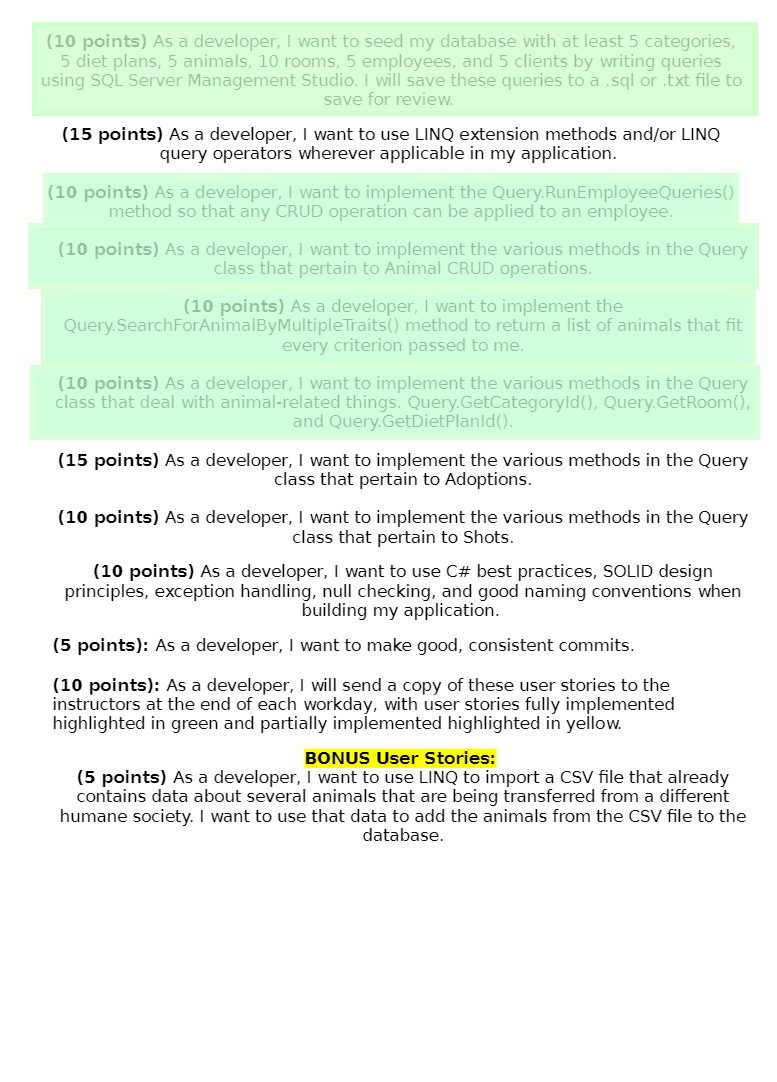 (10 points) As a developer, I want to seed my database with at least 5 categories,
5 diet plans, 5 animals, 10 rooms, 5 employees, and 5 clients by writing queries
using SQL Server Management Studio. I will save these queries to a .sql or .txt file to
save for review.
(15 points) As a developer, I want to use LINQ extension methods and/or LINQ
query operators wherever applicable in my application.
(10 points) As a developer, I want to implement the Query.RunEmployeeQueries()
method so that any CRUD operation can be applied to an employee.
(10 points) As a developer, I want to implement the various methods in the Query
class that pertain to Animal CRUD operations.
(10 points) As a developer, I want to implement the
Query.SearchForAnimalByMultipleTraits() method to return a list of animals that fit
every criterion passed to me.
(10 points) As a developer, I want to implement the various methods in the Query
class that deal with animal-related things. Query.GetCategoryId(), Query.GetRoom(),
and Query.GetDietPlanId().
(15 points) As a developer, I want to implement the various methods in the Query
class that pertain to Adoptions.
(10 points) As a developer, I want to implement the various methods in the Query
class that pertain to Shots.
(10 points) As a developer, I want to use C# best practices, SOLID design
principles, exception handling, null checking, and good naming conventions when
building my application.
(5 points): As a developer, I want to make good, consistent commits.
(10 points): As a developer, I will send a copy of these user stories to the
instructors at the end of each workday, with user stories fully implemented
highlighted in green and partially implemented highlighted in yellow.
BONUS User Stories:
(5 points) As a developer, I want to use LINQ to import a CSV file that already
contains data about several animals that are being transferred from a different
humane society. I want to use that data to add the animals from the CSV file to the
database.